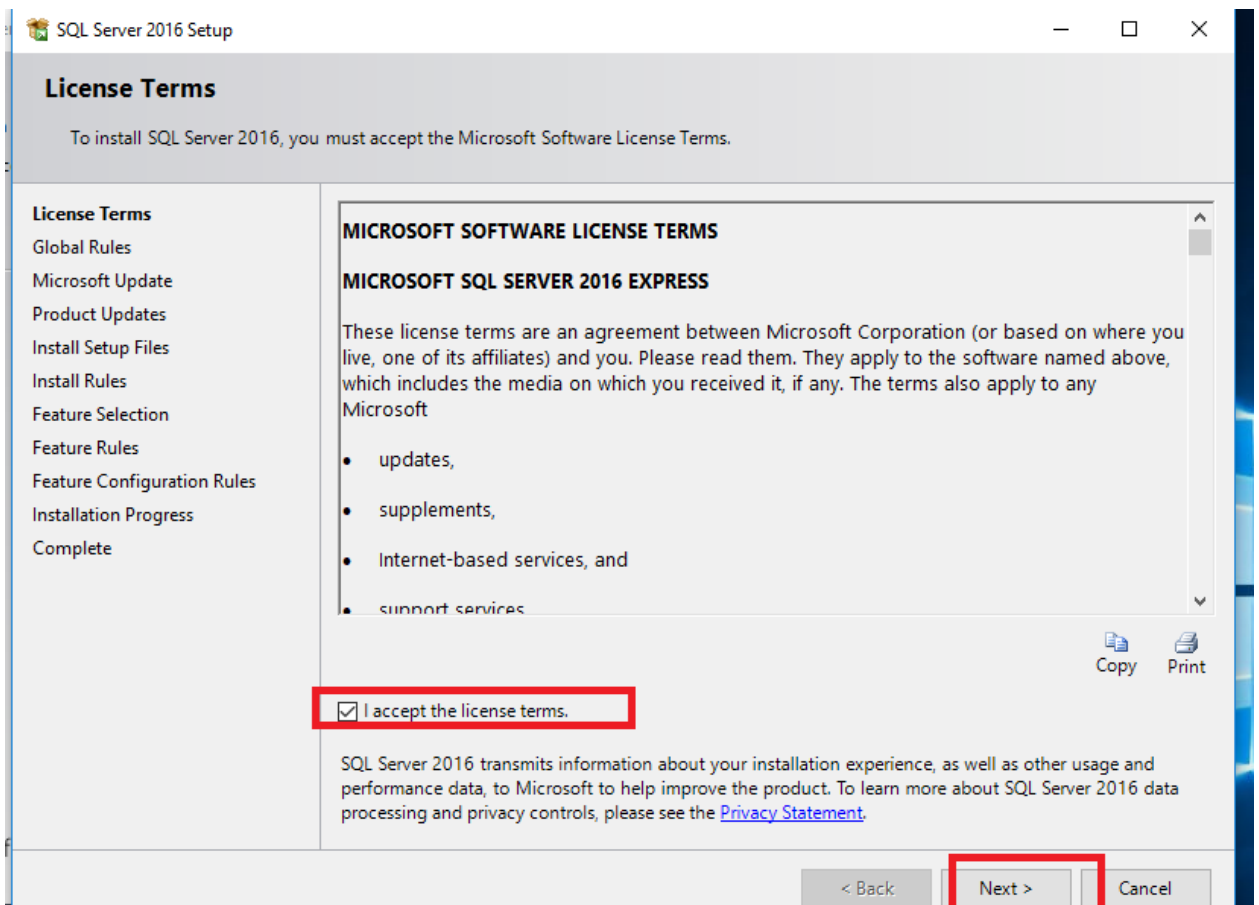 SQL Server 2016 Setup
License Terms
To install SQL Server 2016, you must accept the Microsoft Software License Terms.
License Terms
Global Rules
Microsoft Update
Product Updates
Install Setup Files
Install Rules
Feature Selection
Feature Rules
Feature Configuration Rules
Installation Progress
Complete
MICROSOFT SOFTWARE LICENSE TERMS
MICROSOFT SQL SERVER 2016 EXPRESS
These license terms are an agreement between Microsoft Corporation (or based on where you
live, one of its affiliates) and you. Please read them. They apply to the software named above,
which includes the media on which you received it, if any. The terms also apply to any
Microsoft
• updates,
• supplements,
• Internet-based services, and
• support services
Copy Print
I accept the license terms.
SQL Server 2016 transmits information about your installation experience, as well as other usage and
performance data, to Microsoft to help improve the product. To learn more about SQL Server 2016 data
processing and privacy controls, please see the Privacy Statement.
< Back Next > Cancel